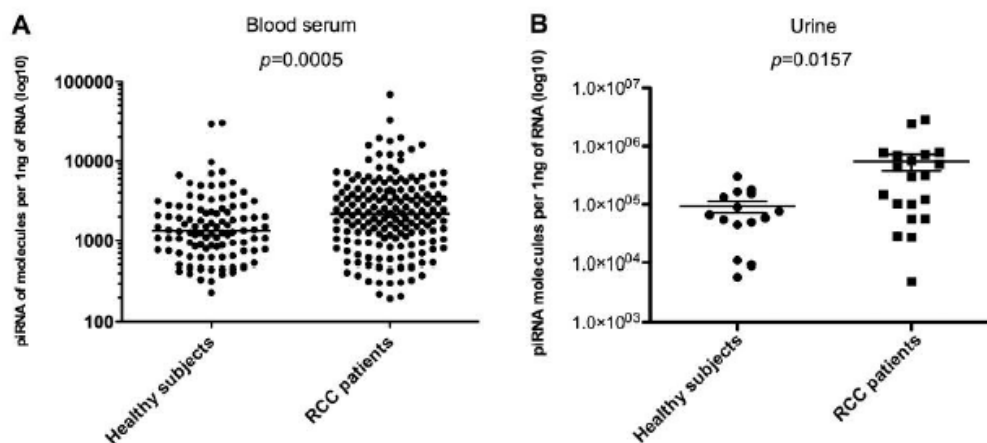 A
Blood serum
p=0.0005
piRNA of molecules per 1ng of RNA (log10)
100000
10000
1000
100
Healthy subjects
RCC patients
B
Urine
p=0.0157
piRNA molecules per 1ng of RNA (log10)
1.0×10⁰⁷
1.0×10⁰⁶
1.0×10⁰⁵
1.0×10⁰⁴
1.0×10⁰³
Healthy subjects
RCC patients